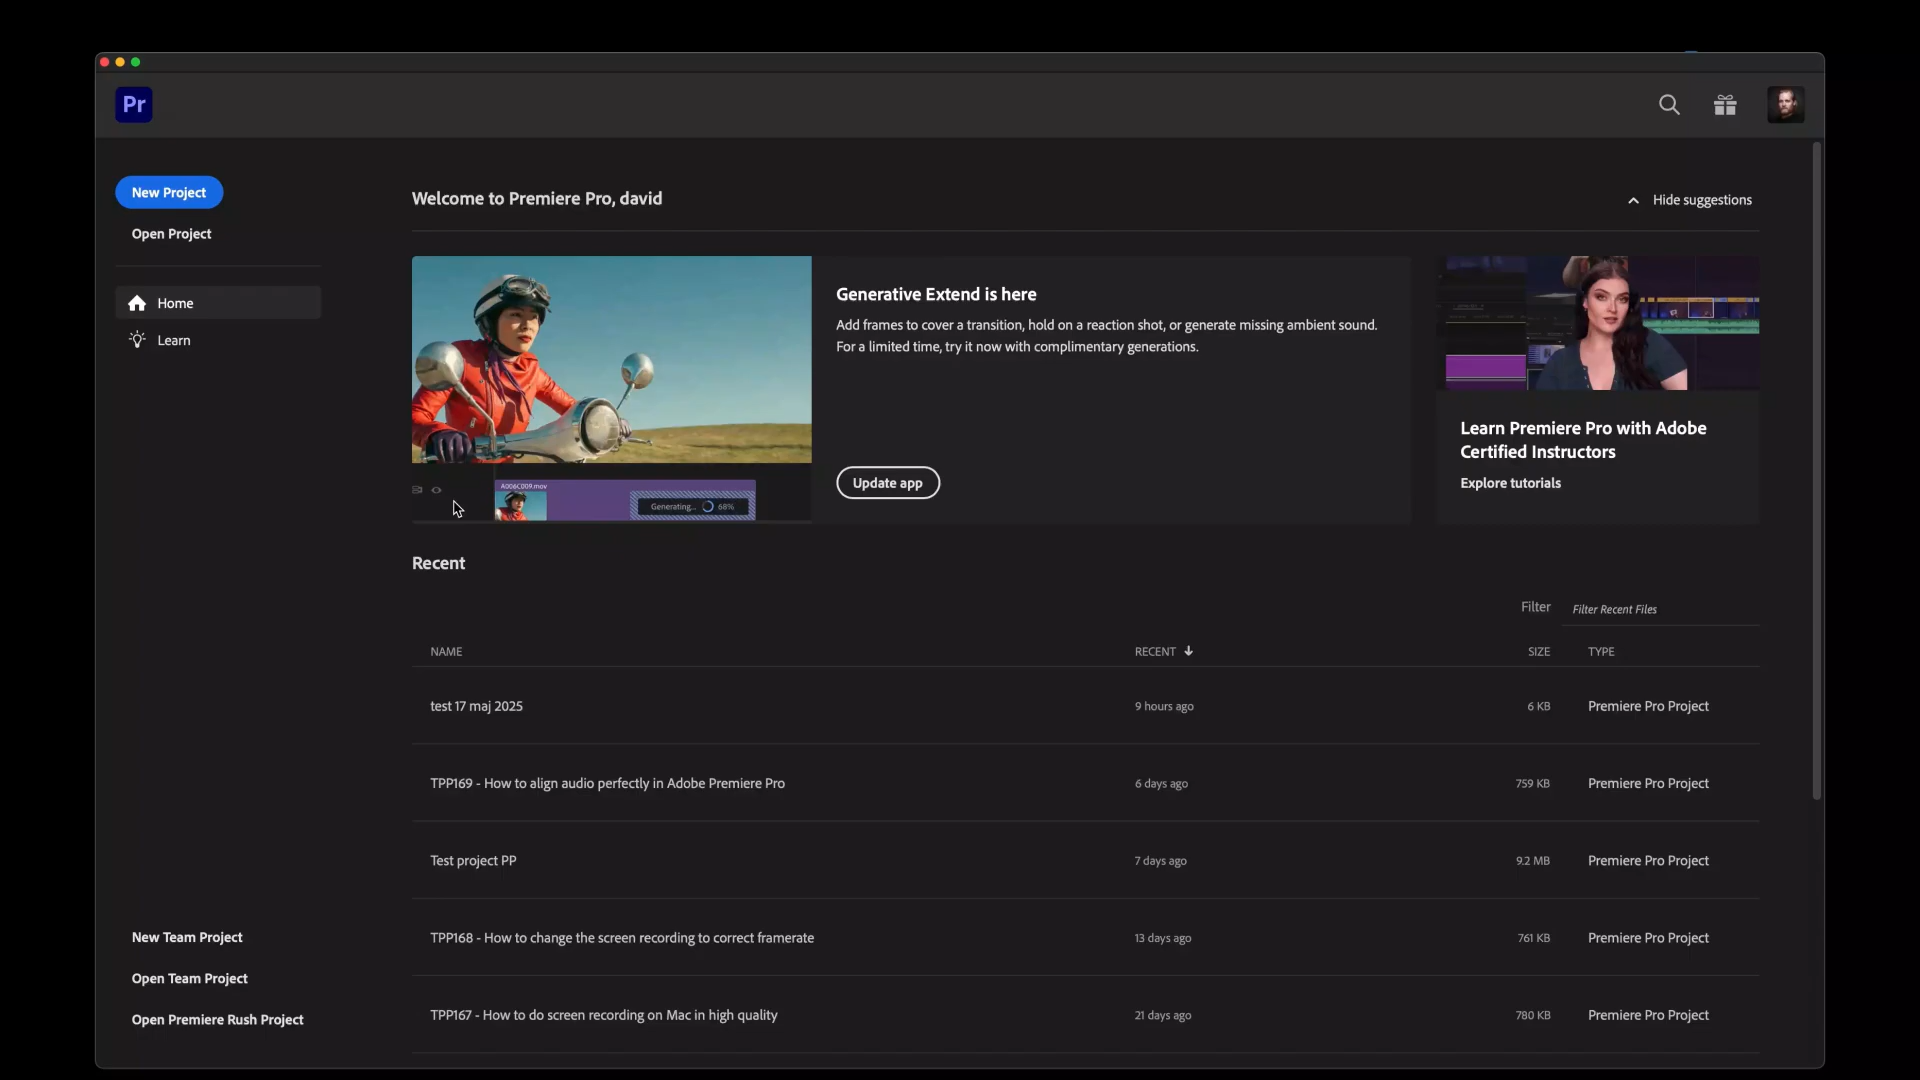 Pr
New Project
Open Project
Home
Learn
Welcome to Premiere Pro, david
Hide suggestions
Generative Extend is here
Add frames to cover a transition, hold on a reaction shot, or generate missing ambient sound.
For a limited time, try it now with complimentary generations.
Update app
A006C009.mov
Generating... 68%
Learn Premiere Pro with Adobe
Certified Instructors
Explore tutorials
Recent
Filter Filter Recent Files
NAME RECENT SIZE TYPE
test 17 maj 2025 9 hours ago 6 KB Premiere Pro Project
TPP169 - How to align audio perfectly in Adobe Premiere Pro 6 days ago 759 KB Premiere Pro Project
Test project PP 7 days ago 9.2 MB Premiere Pro Project
TPP168 - How to change the screen recording to correct framerate 13 days ago 761 KB Premiere Pro Project
TPP167 - How to do screen recording on Mac in high quality 21 days ago 780 KB Premiere Pro Project
New Team Project
Open Team Project
Open Premiere Rush Project